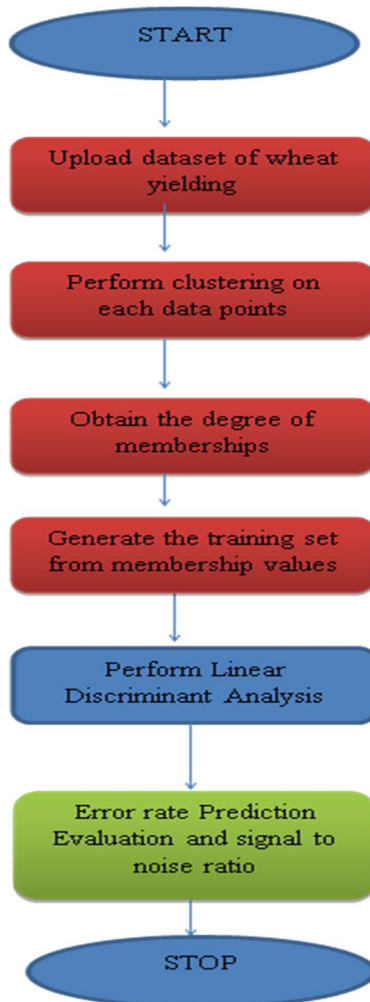 START
Upload dataset of wheat
yielding
Perform clustering on
each data points
Obtain the degree of
memberships
Generate the training set
from membership values
Perform Linear
Discriminant Analysis
Error rate Prediction
Evaluation and signal to
noise ratio
STOP